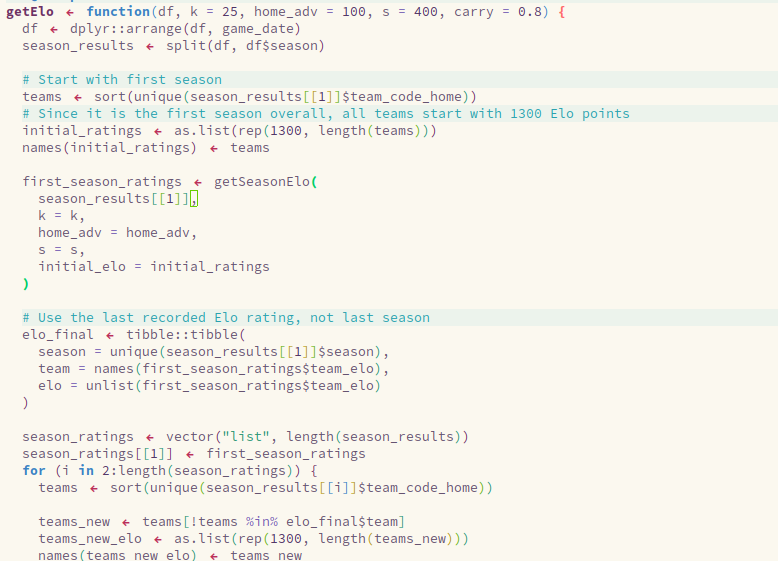 getElo ← function(df, k = 25, home_adv = 100, s = 400, carry = 0.8) {
  df ← dplyr::arrange(df, game_date)
  season_results ← split(df, df$season)

  # Start with first season
  teams ← sort(unique(season_results[[1]]$team_code_home))
  # Since it is the first season overall, all teams start with 1300 Elo points
  initial_ratings ← as.list(rep(1300, length(teams)))
  names(initial_ratings) ← teams

  first_season_ratings ← getSeasonElo(
    season_results[[1]],
    k = k,
    home_adv = home_adv,
    s = s,
    initial_elo = initial_ratings
  )

  # Use the last recorded Elo rating, not last season
  elo_final ← tibble::tibble(
    season = unique(season_results[[1]]$season),
    team = names(first_season_ratings$team_elo),
    elo = unlist(first_season_ratings$team_elo)
  )

  season_ratings ← vector("list", length(season_results))
  season_ratings[[1]] ← first_season_ratings
  for (i in 2:length(season_ratings)) {
    teams ← sort(unique(season_results[[i]]$team_code_home))

    teams_new ← teams[!teams %in% elo_final$team]
    teams_new_elo ← as.list(rep(1300, length(teams_new)))
    names(teams_new_elo) ← teams_new